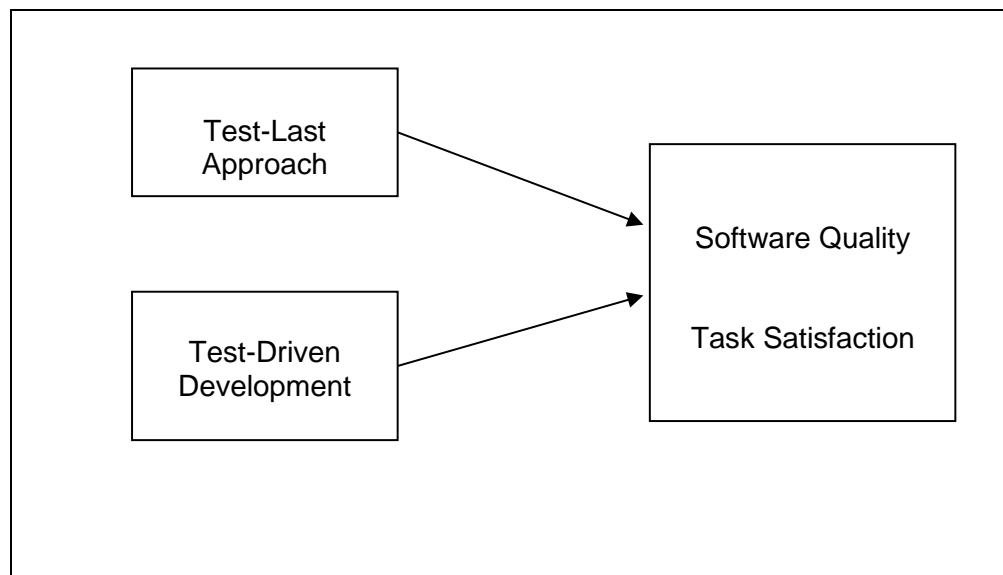 Test-Last
Approach
Test-Driven
Development
Software Quality
Task Satisfaction